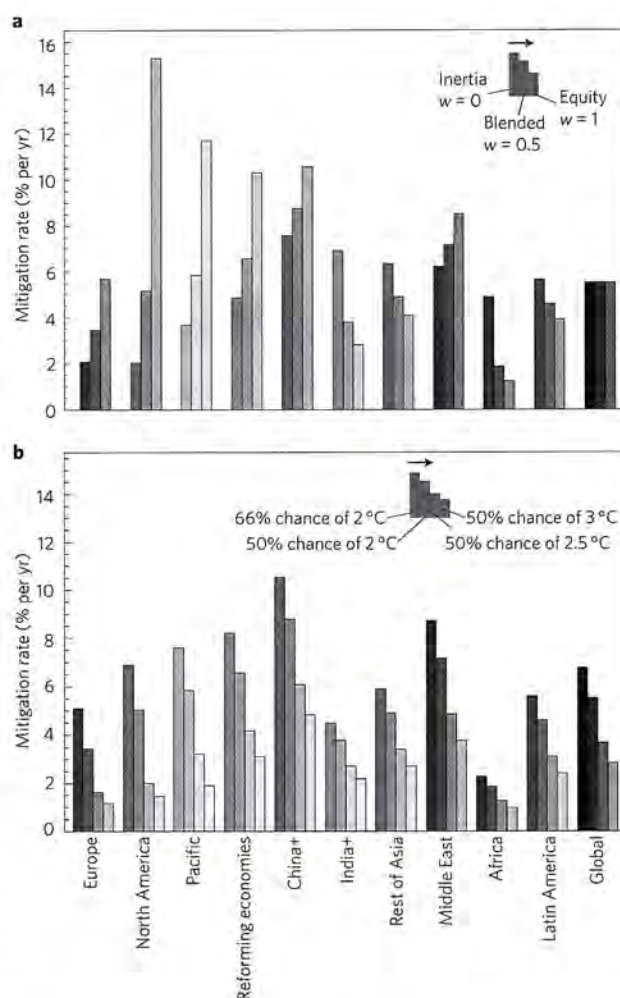 a
16
14
12
10
8
6
4
2
0
Mitigation rate (% per yr)
Inertia
w = 0
Blended
w = 0.5
Equity
w = 1
b
14
12
10
8
6
4
2
0
Mitigation rate (% per yr)
66% chance of 2 °C
50% chance of 3 °C
50% chance of 2 °C
50% chance of 2.5 °C
Europe
North America
Pacific
Reforming economies
China+
India+
Rest of Asia
Middle East
Africa
Latin America
Global